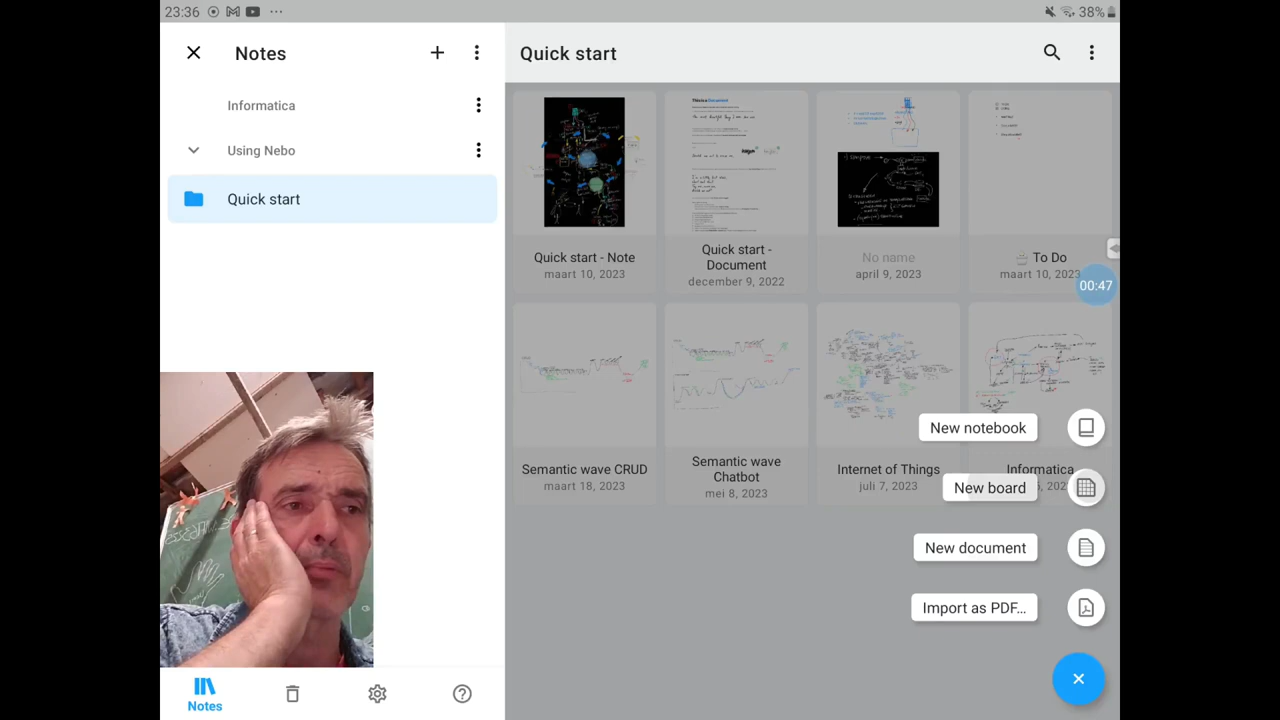 23:36
38%
Notes
Quick start
Informatica
Using Nebo
Quick start
Quick start - Note
maart 10, 2023
Quick start -
Document
december 9, 2022
No name
april 9, 2023
To Do
maart 10, 2023
00:47
Semantic wave CRUD
maart 18, 2023
Semantic wave
Chatbot
mei 8, 2023
Internet of Things
juli 7, 2023
Informatica
2023
New notebook
New board
New document
Import as PDF...
Notes